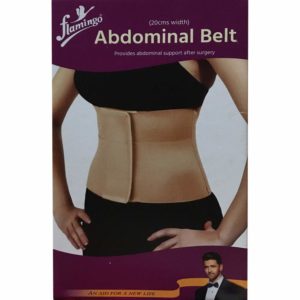 flamingo®
(20cms width)
Abdominal Belt
Provides abdominal support after surgery
AN AID FOR A NEW LIFE